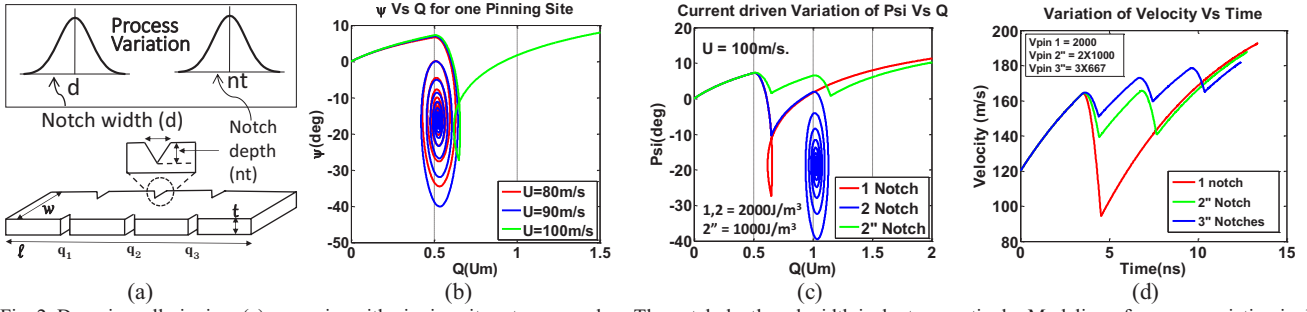 Process
Variation
d
nt
Notch width (d)
Notch
depth
(nt)
w
t
ℓ
q1
q2
q3
(a)
ψ Vs Q for one Pinning Site
ψ(deg)
10
0
-10
-20
-30
-40
-50
0
0.5
1
1.5
Q(Um)
U=80m/s
U=90m/s
U=100m/s
(b)
Current driven Variation of Psi Vs Q
U = 100m/s.
Psi(deg)
30
20
10
0
-10
-20
-30
-40
0
0.5
1
1.5
2
Q(Um)
1,2 = 2000J/m³
2" = 1000J/m³
1 Notch
2 Notch
2" Notch
(c)
Variation of Velocity Vs Time
Vpin 1 = 2000
Vpin 2" = 2X1000
Vpin 3"= 3X667
Velocity (m/s)
200
180
160
140
120
100
80
0
5
10
15
Time(ns)
1 notch
2" Notch
3" Notches
(d)